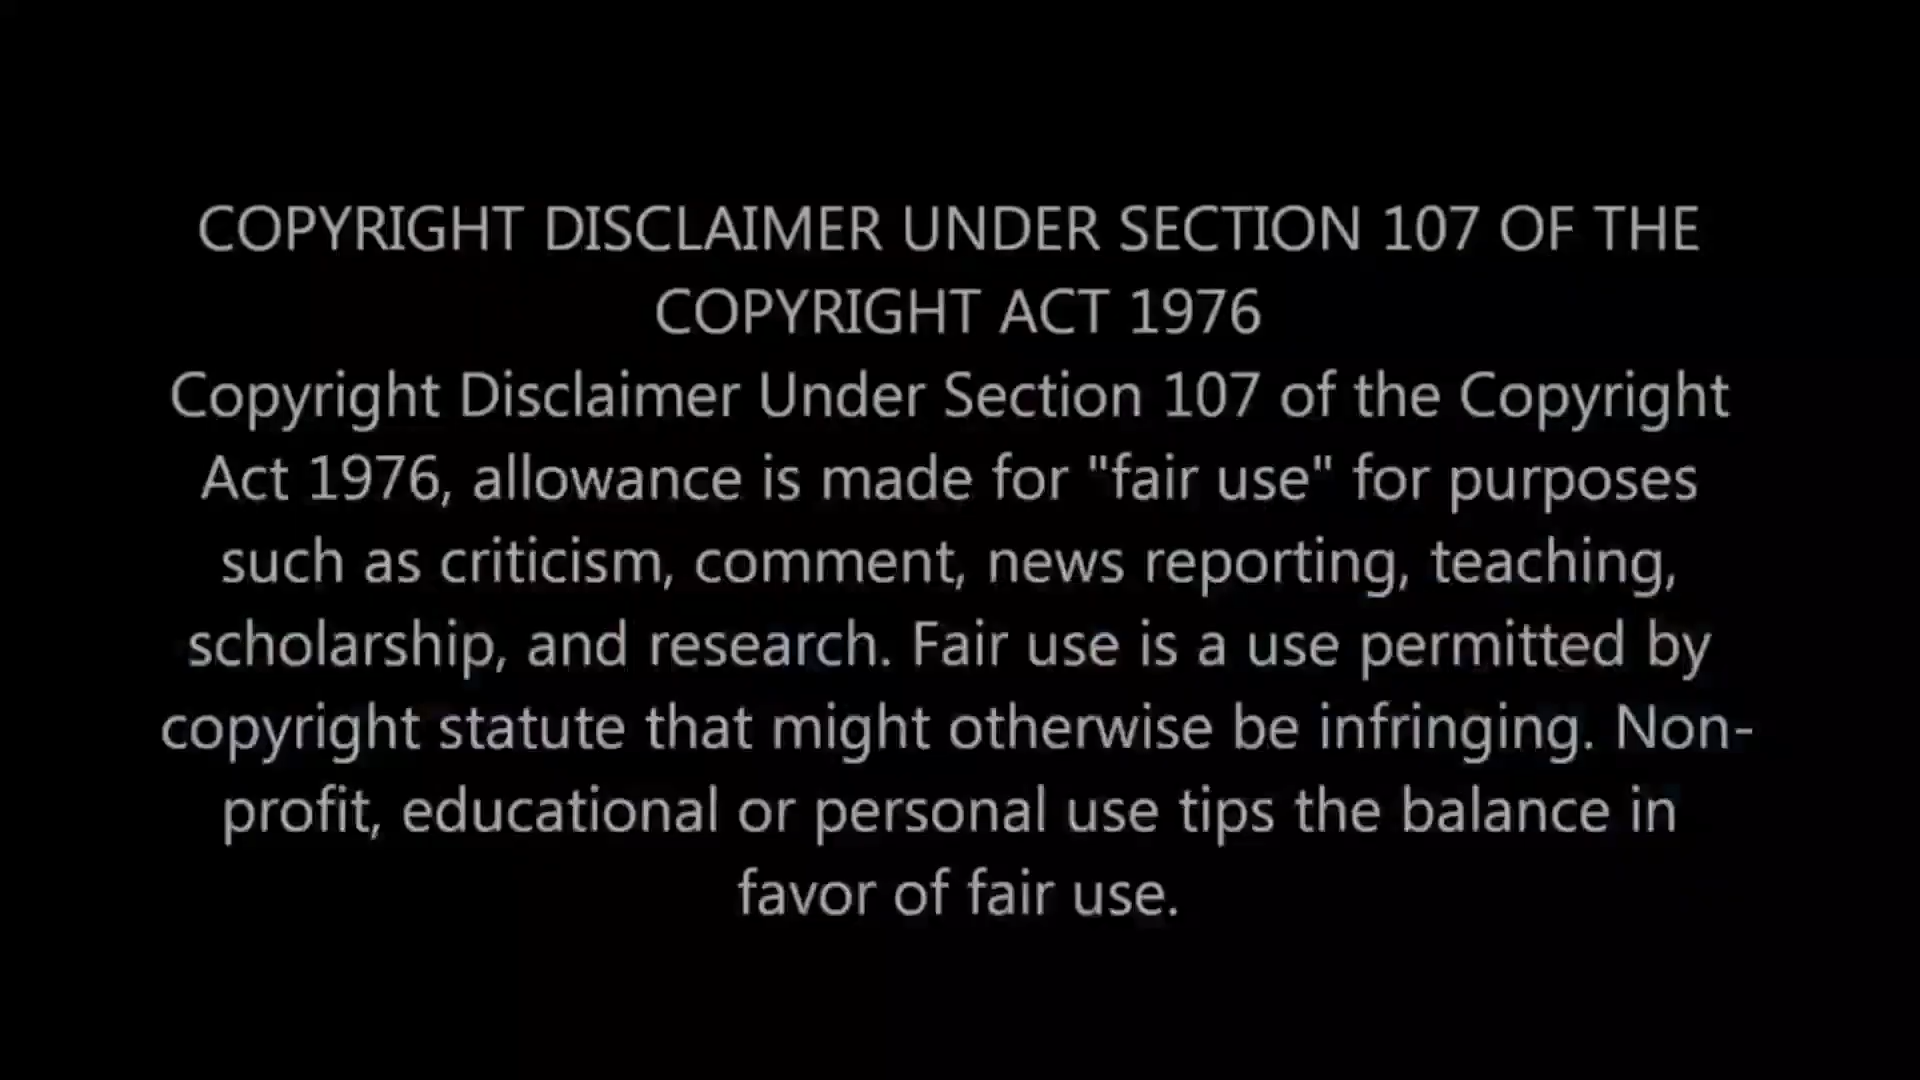 COPYRIGHT DISCLAIMER UNDER SECTION 107 OF THE
COPYRIGHT ACT 1976
Copyright Disclaimer Under Section 107 of the Copyright
Act 1976, allowance is made for "fair use" for purposes
such as criticism, comment, news reporting, teaching,
scholarship, and research. Fair use is a use permitted by
copyright statute that might otherwise be infringing. Non-
profit, educational or personal use tips the balance in
favor of fair use.